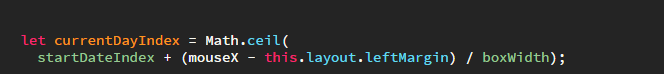 let currentDayIndex = Math.ceil(
startDateIndex + (mouseX - this.layout.leftMargin) / boxWidth);